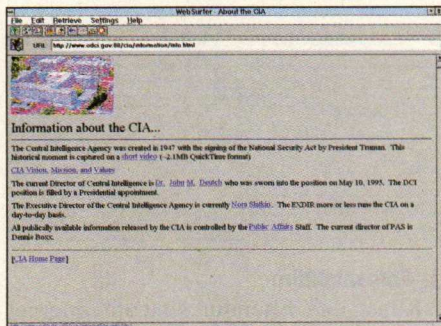 WebSurfer - About the CIA
File Edit Retrieve Settings Help
URL http://www.odci.gov:80/cia/information/info.html
Information about the CIA...
The Central Intelligence Agency was created in 1947 with the signing of the National Security Act by President Truman. This
historical moment is captured on a short video (~2.1MB QuickTime format)
CIA Vision, Mission, and Values
The current Director of Central Intelligence is Dr. John M. Deutch who was sworn into the position on May 10, 1995. The DCI
position is filled by a Presidential appointment.
The Executive Director of the Central Intelligence Agency is currently Nora Slatkin. The EXDIR more or less runs the CIA on a
day-to-day basis.
All publically available information released by the CIA is controlled by the Public Affairs Staff. The current director of PAS is
Dennis Boxx.
[CIA Home Page]